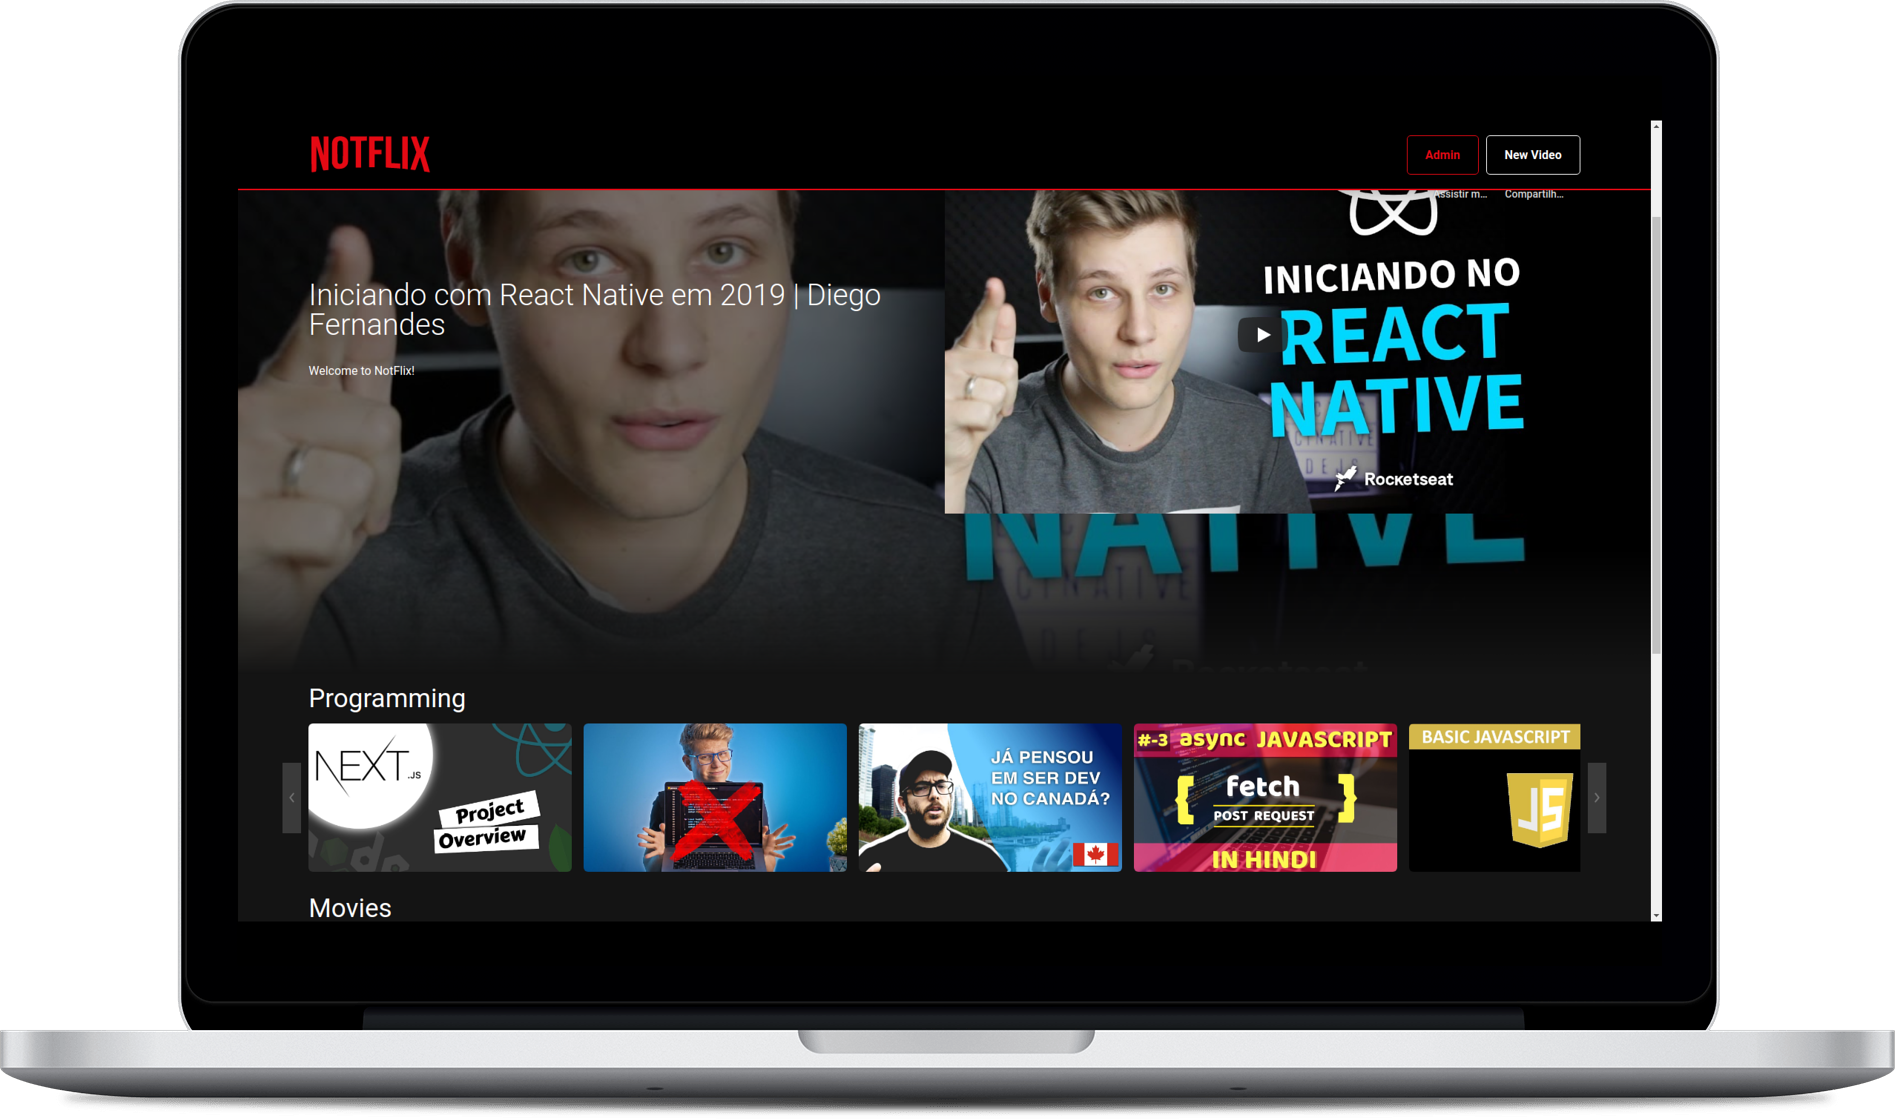 NOTFLIX
Admin
New Video
Assistir m...
Compartilh...
Iniciando com React Native em 2019 | Diego
Fernandes
Welcome to NotFlix!
INICIANDO NO
REACT
NATIVE
Rocketseat
NATIVE
Rocketseat
Programming
NEXT.JS
Project
Overview
JÁ PENSOU
EM SER DEV
NO CANADÁ?
#-3 async JAVASCRIPT
{ fetch }
POST REQUEST
IN HINDI
BASIC JAVASCRIPT
JS
Movies